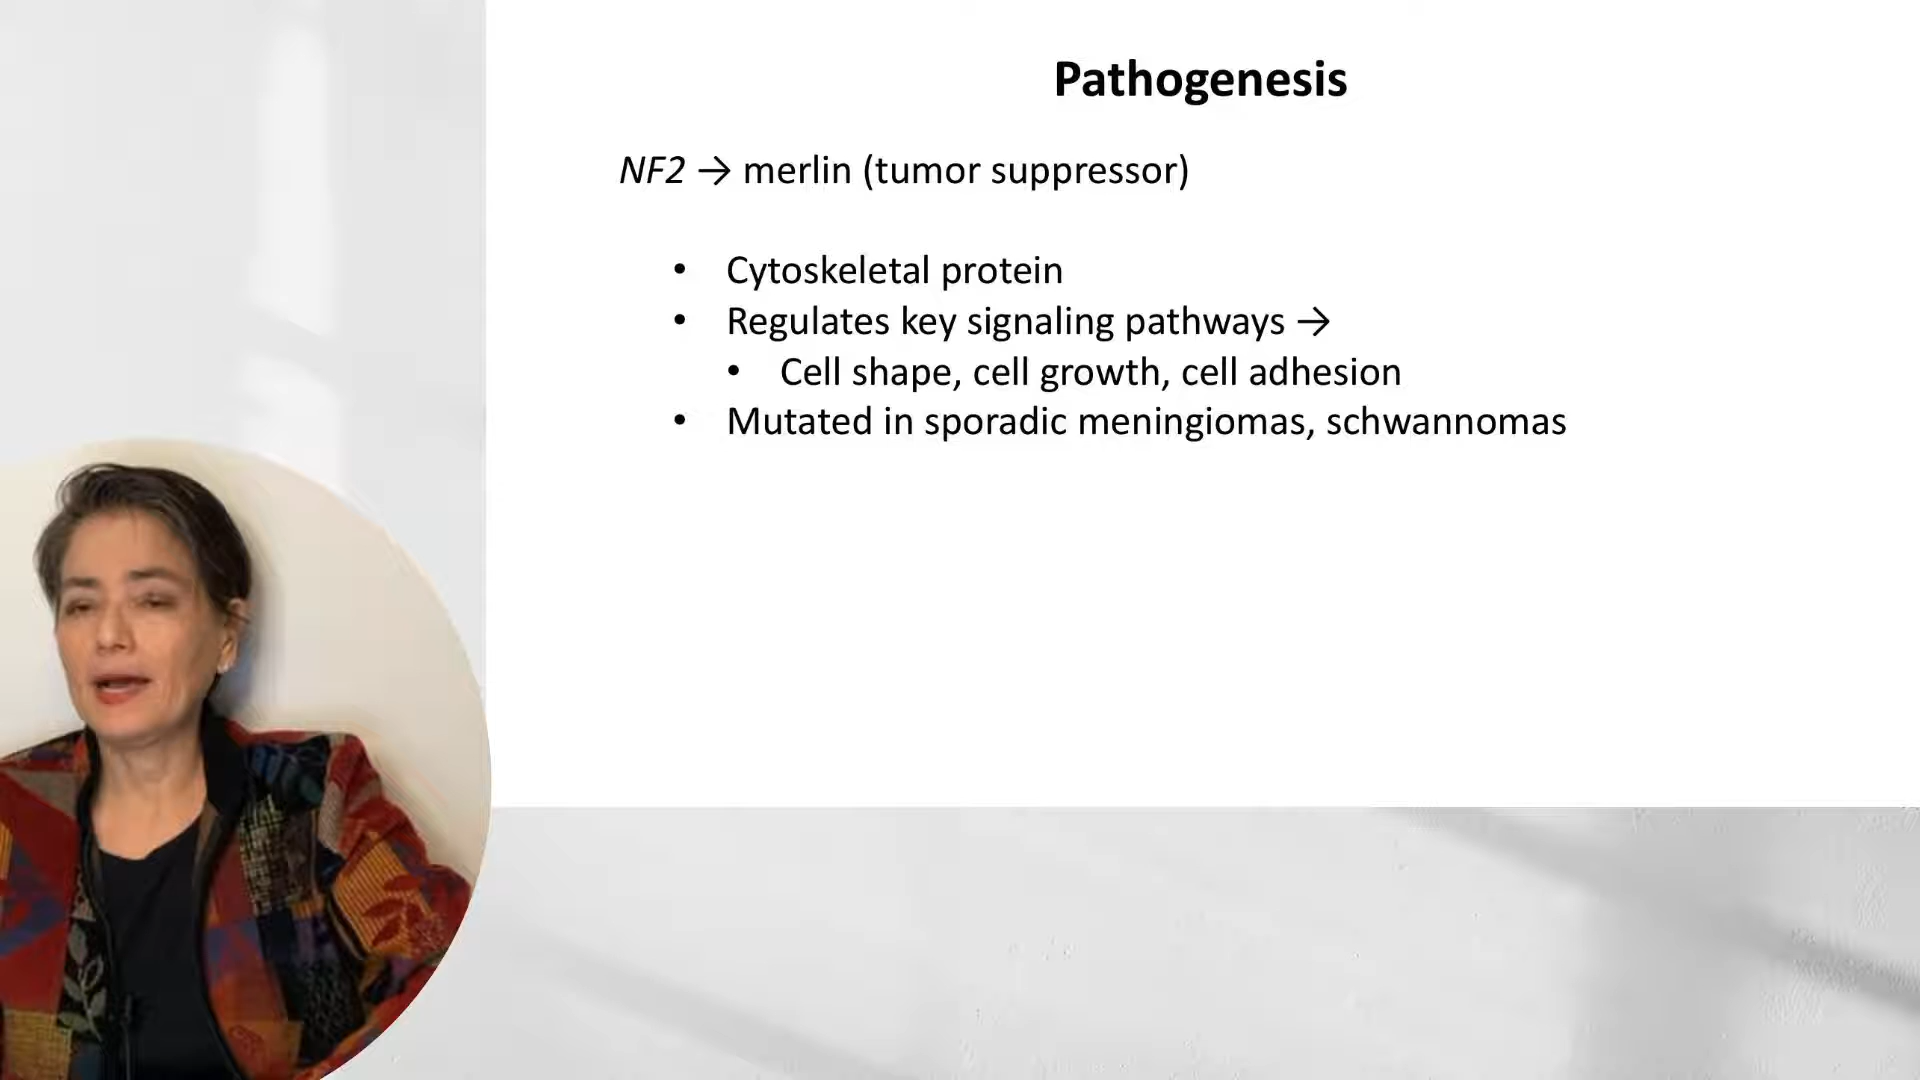 Pathogenesis
NF2 → merlin (tumor suppressor)
• Cytoskeletal protein
• Regulates key signaling pathways →
• Cell shape, cell growth, cell adhesion
• Mutated in sporadic meningiomas, schwannomas